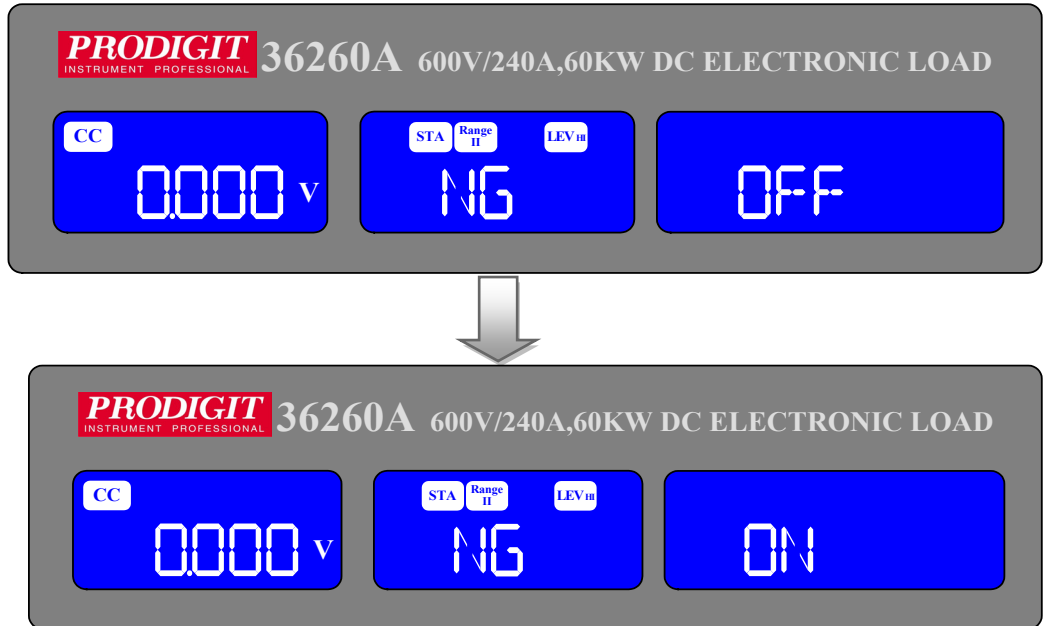 PRODIGIT 36260A 600V/240A,60KW DC ELECTRONIC LOAD
INSTRUMENT PROFESSIONAL
CC STA Range II LEV HI
0.000 V NG OFF
PRODIGIT 36260A 600V/240A,60KW DC ELECTRONIC LOAD
INSTRUMENT PROFESSIONAL
CC STA Range II LEV HI
0.000 V NG ON